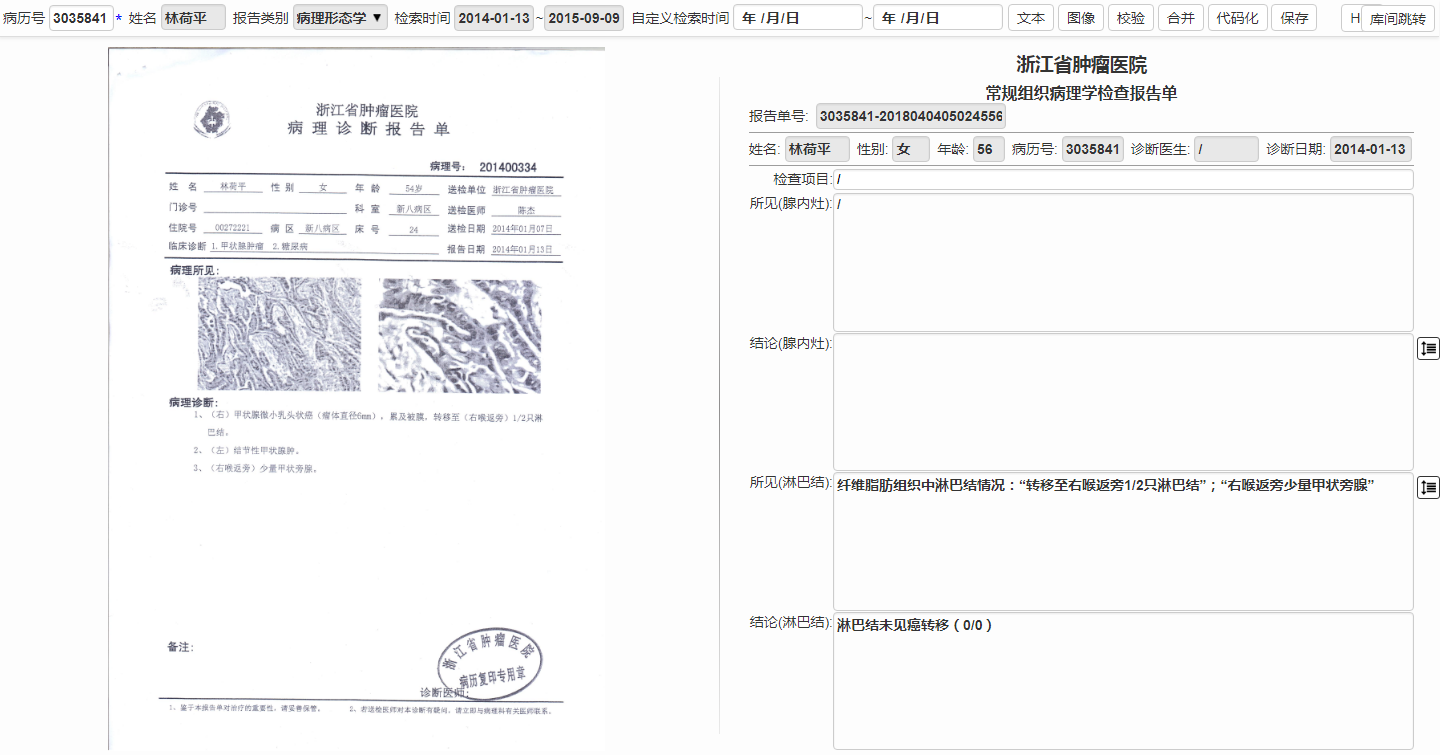 病历号 3035841 * 姓名 林荷平 报告类别 病理形态学 ▼ 检索时间 2014-01-13 ~ 2015-09-09 自定义检索时间 年 /月/日 ~ 年 /月/日 文本 图像 校验 合并 代码化 保存 H 库间跳转
浙江省肿瘤医院
病理诊断报告单
病理号: 201400334
姓 名 林荷平 性 别 女 年 龄 54岁 送检单位 浙江省肿瘤医院
门诊号 科 室 新八病区 送检医师 陈杰
住院号 00272221 病 区 新八病区 床 号 24 送检日期 2014年01月07日
临床诊断 1.甲状腺肿瘤 2.糖尿病 报告日期 2014年01月13日
病理所见:
病理诊断:
1、(右)甲状腺微小乳头状癌(瘤体直径6mm),累及被膜,转移至(右喉返旁)1/2只淋
巴结。
2、(左)结节性甲状腺肿。
3、(右喉返旁)少量甲状旁腺。
备注:
浙江省肿瘤医院
病历复印专用章
诊断医师:
1、鉴于本报告单对治疗的重要性,请妥善保管。 2、若送检医师对本诊断有疑问,请立即与病理科有关医师联系。
浙江省肿瘤医院
常规组织病理学检查报告单
报告单号: 3035841-2018040405024556
姓名: 林荷平 性别: 女 年龄: 56 病历号: 3035841 诊断医生: / 诊断日期: 2014-01-13
检查项目: /
所见(腺内灶): /
结论(腺内灶):
所见(淋巴结): 纤维脂肪组织中淋巴结情况:“转移至右喉返旁1/2只淋巴结”;“右喉返旁少量甲状旁腺”
结论(淋巴结): 淋巴结未见癌转移(0/0)